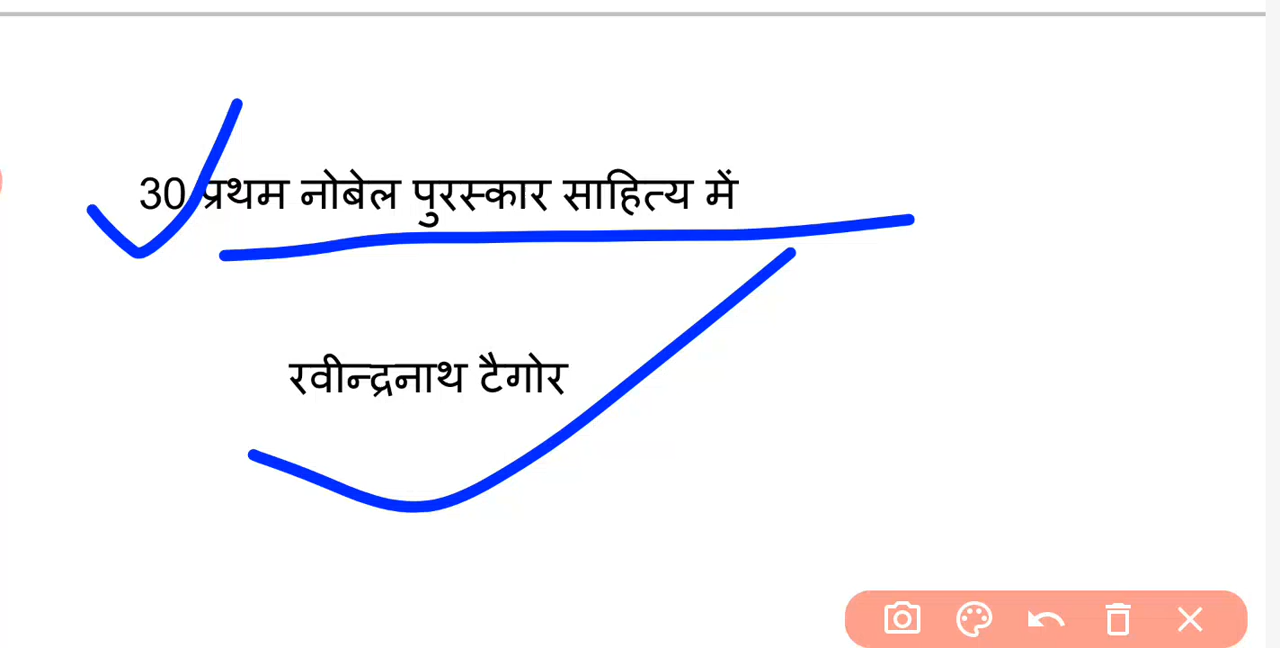 30 प्रथम नोबेल पुरस्कार साहित्य में
रवीन्द्रनाथ टैगोर